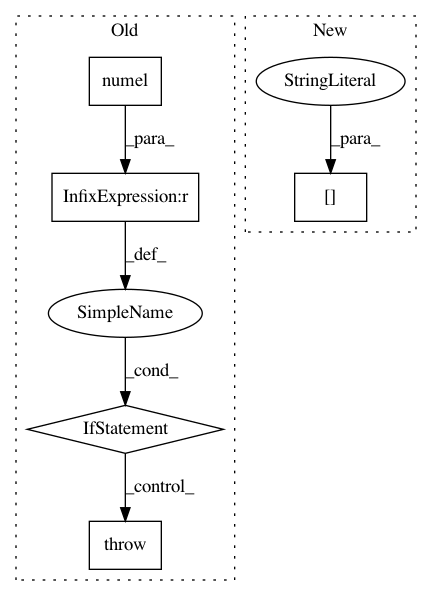 Old
New
numel
StringLiteral
_para_
_para_
InfixExpression:r
[]
_def_
SimpleName
_cond_
IfStatement
_control_
throw